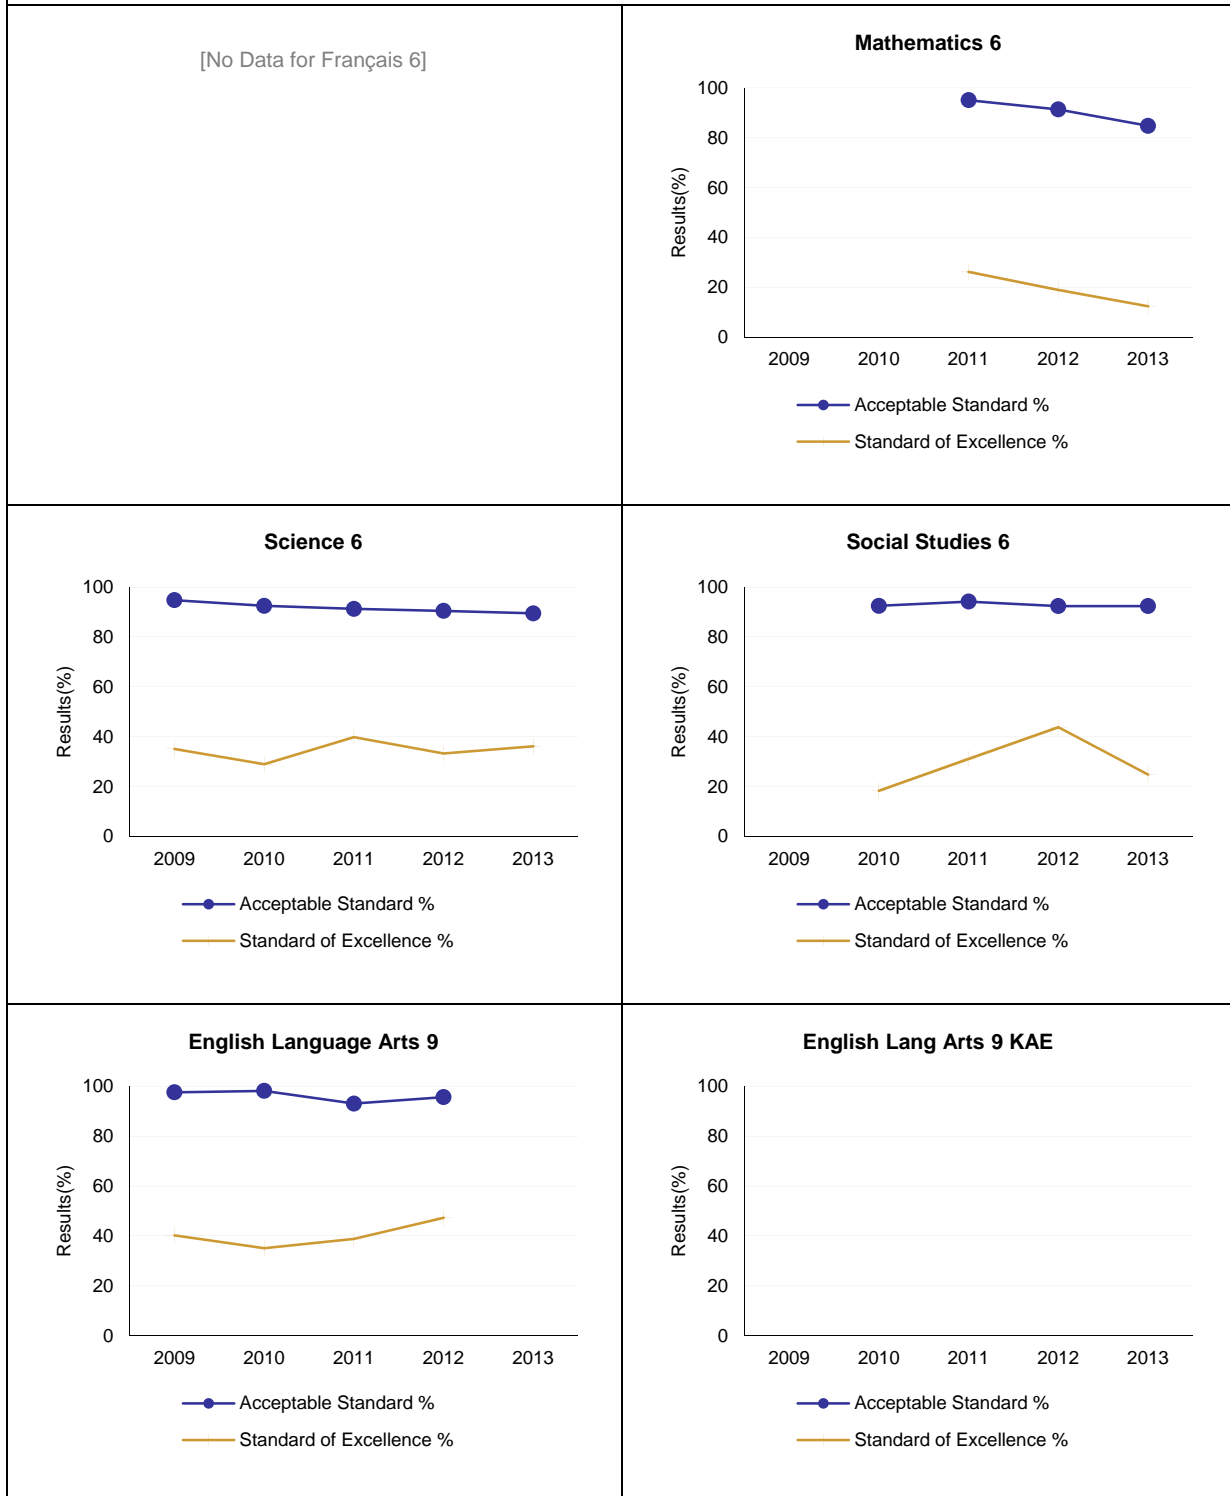 [No Data for Français 6]
Mathematics 6
100
80
60
40
20
0
Results(%)
2009 2010 2011 2012 2013
Acceptable Standard %
Standard of Excellence %
Science 6
100
80
60
40
20
0
Results(%)
2009 2010 2011 2012 2013
Acceptable Standard %
Standard of Excellence %
Social Studies 6
100
80
60
40
20
0
Results(%)
2009 2010 2011 2012 2013
Acceptable Standard %
Standard of Excellence %
English Language Arts 9
100
80
60
40
20
0
Results(%)
2009 2010 2011 2012 2013
Acceptable Standard %
Standard of Excellence %
English Lang Arts 9 KAE
100
80
60
40
20
0
Results(%)
2009 2010 2011 2012 2013
Acceptable Standard %
Standard of Excellence %